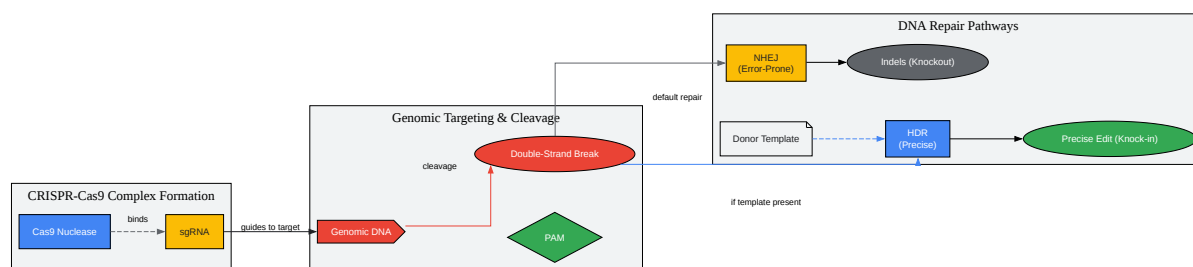 CRISPR-Cas9 Complex Formation
Cas9 Nuclease
binds
sgRNA
guides to target
Genomic Targeting & Cleavage
Genomic DNA
cleavage
Double-Strand Break
PAM
default repair
if template present
DNA Repair Pathways
NHEJ
(Error-Prone)
Indels (Knockout)
Donor Template
HDR
(Precise)
Precise Edit (Knock-in)